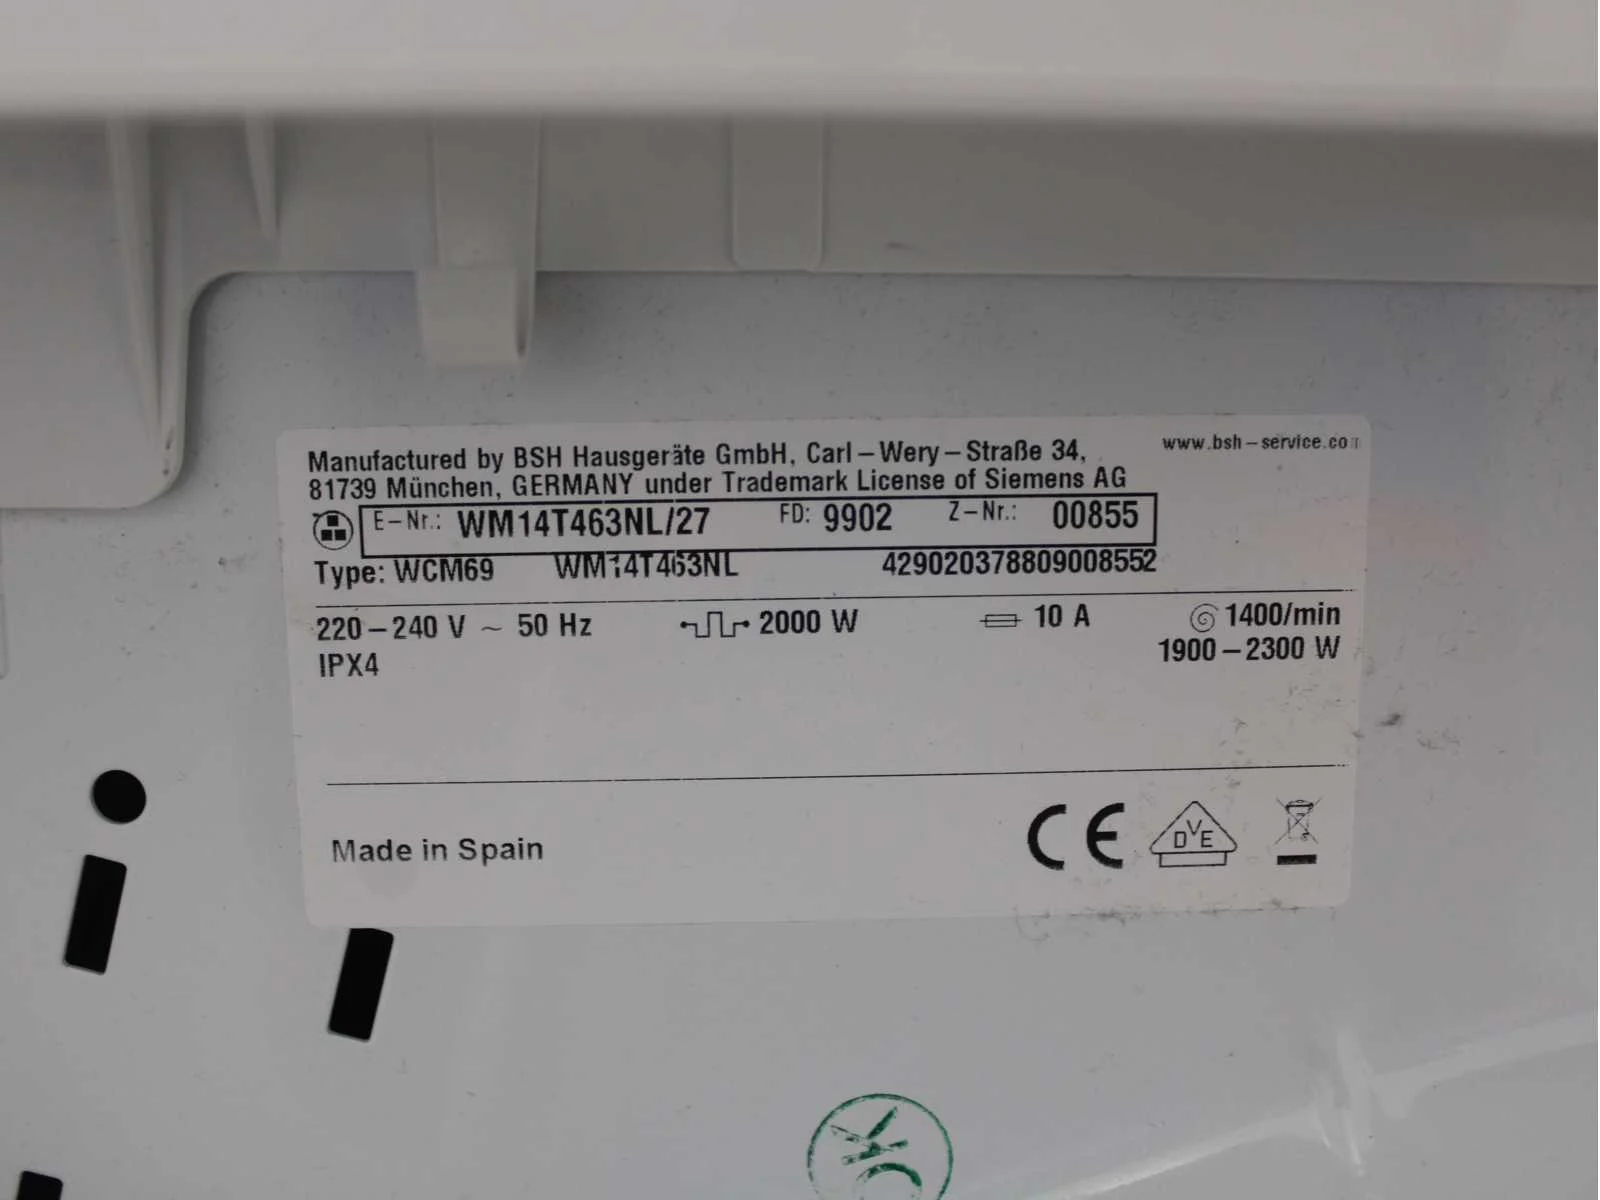 Manufactured by BSH Hausgeräte GmbH, Carl-Wery-Straße 34,
www.bsh-service.com
81739 München, GERMANY under Trademark License of Siemens AG
E-Nr.: WM14T463NL/27 FD: 9902 Z-Nr.: 00855
Type: WCM69 WM14T463NL 429020378809008552
220-240 V ~ 50 Hz 2000 W 10 A 1400/min
IPX4 1900-2300 W
Made in Spain CE DVE
OK